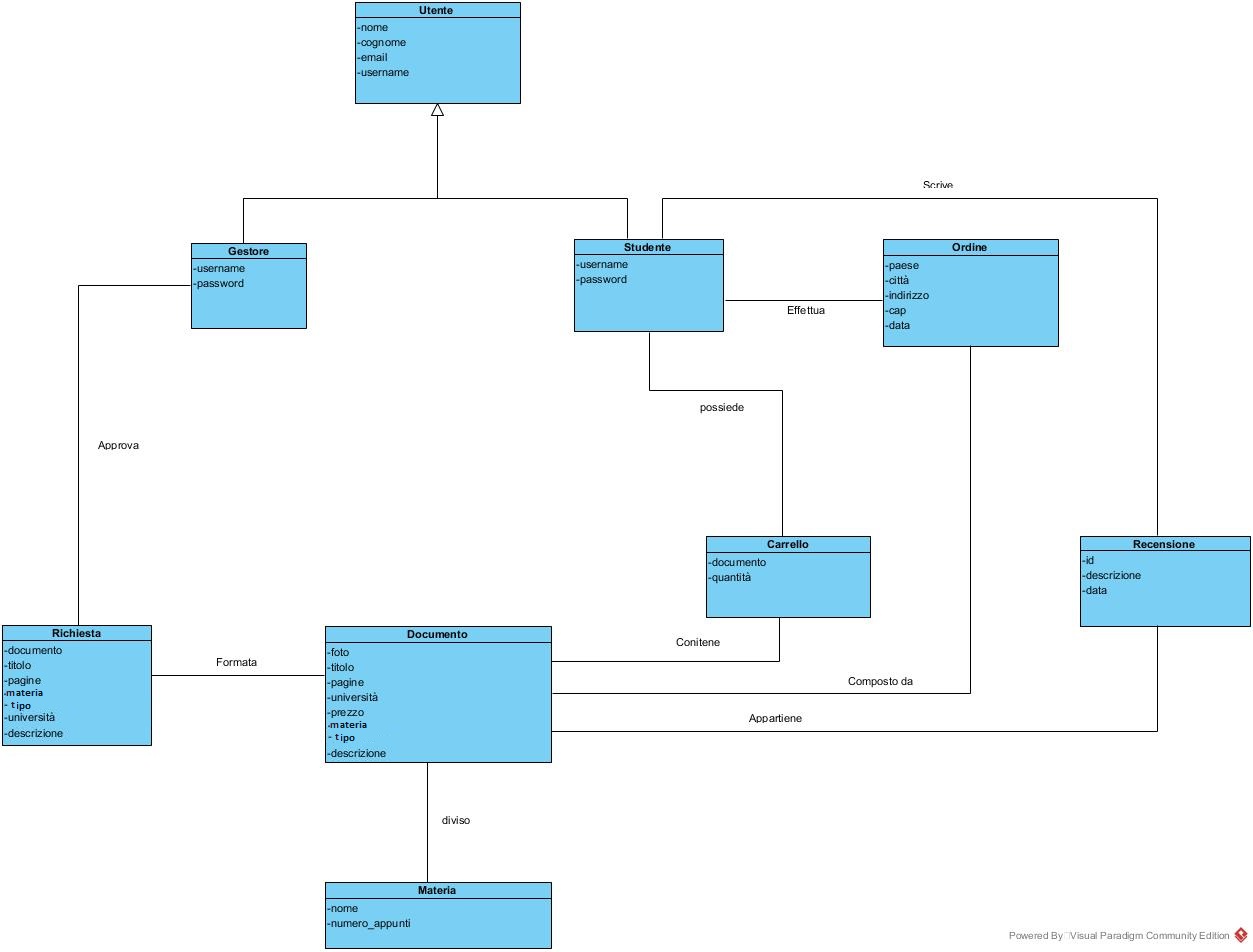 Utente
-nome
-cognome
-email
-username
Scrive
Gestore
-username
-password
Studente
-username
-password
Ordine
-paese
-città
-indirizzo
-cap
-data
Effettua
possiede
Approva
Carrello
-documento
-quantità
Recensione
-id
-descrizione
-data
Richiesta
-documento
-titolo
-pagine
-materia
- tipo
-università
-descrizione
Formata
Documento
-foto
-titolo
-pagine
-università
-prezzo
-materia
- tipo
-descrizione
Conitene
Composto da
Appartiene
diviso
Materia
-nome
-numero_appunti
Powered By Visual Paradigm Community Edition